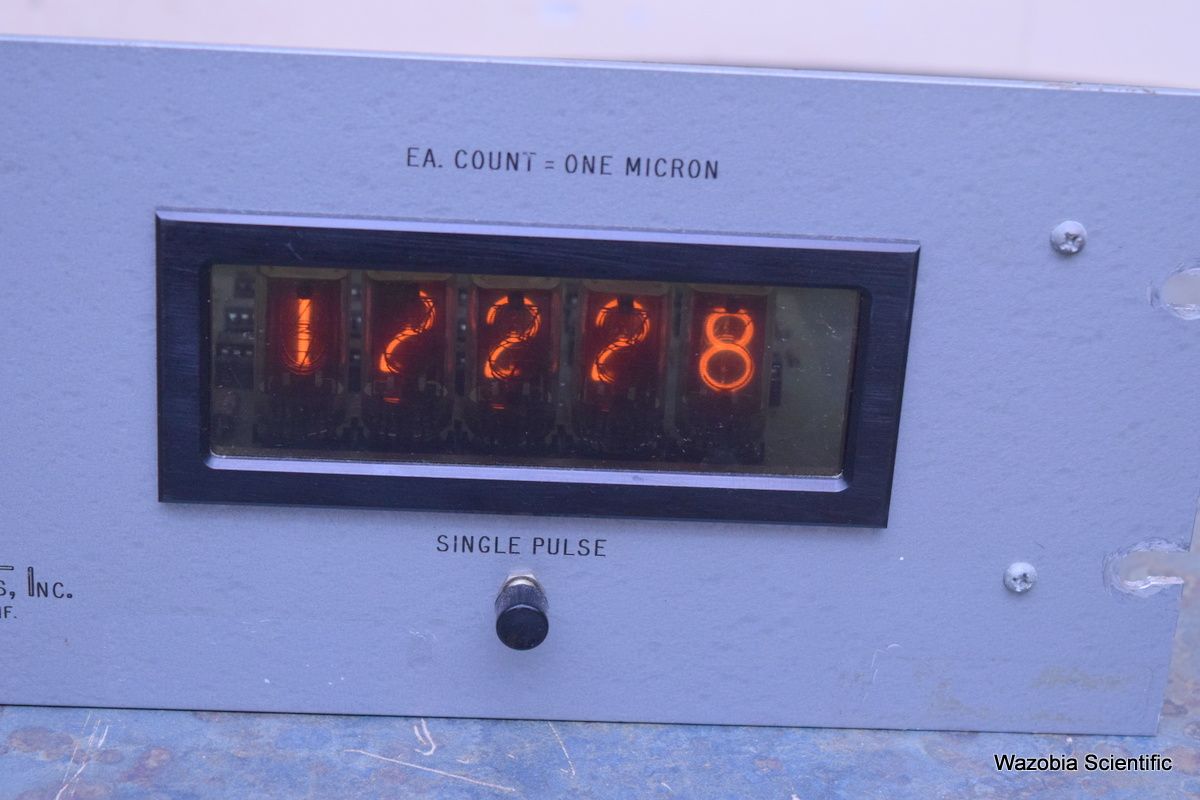 EA. COUNT = ONE MICRON
12228
SINGLE PULSE
INC.
Wazobia Scientific